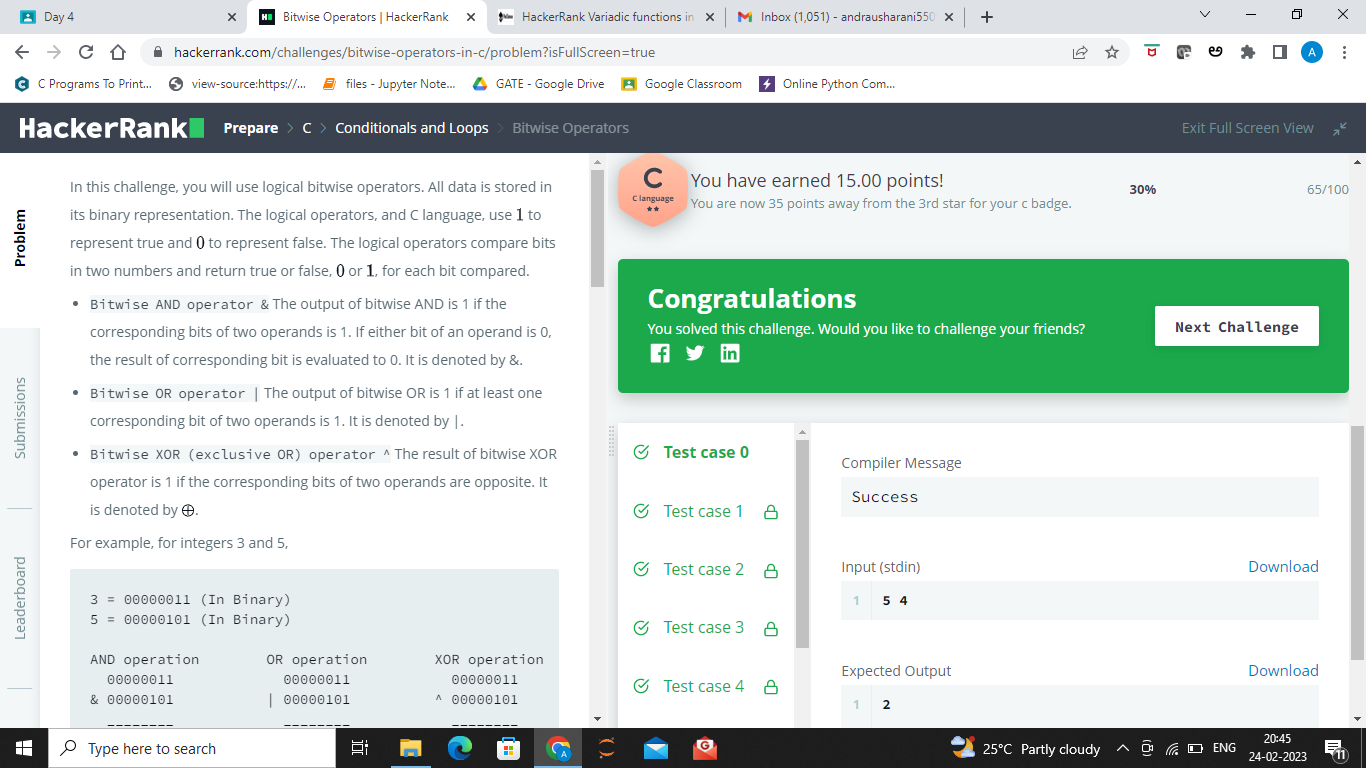 Day 4
Bitwise Operators | HackerRank
HackerRank Variadic functions in
Inbox (1,051) - andrausharani550
hackerrank.com/challenges/bitwise-operators-in-c/problem?isFullScreen=true
A
C Programs To Print...
view-source:https://...
files - Jupyter Note...
GATE - Google Drive
Google Classroom
Online Python Com...
HackerRank
Prepare > C > Conditionals and Loops > Bitwise Operators
Exit Full Screen View
Problem
Submissions
Leaderboard
In this challenge, you will use logical bitwise operators. All data is stored in
its binary representation. The logical operators, and C language, use 1 to
represent true and 0 to represent false. The logical operators compare bits
in two numbers and return true or false, 0 or 1, for each bit compared.
• Bitwise AND operator & The output of bitwise AND is 1 if the
corresponding bits of two operands is 1. If either bit of an operand is 0,
the result of corresponding bit is evaluated to 0. It is denoted by &.
• Bitwise OR operator | The output of bitwise OR is 1 if at least one
corresponding bit of two operands is 1. It is denoted by |.
• Bitwise XOR (exclusive OR) operator ^ The result of bitwise XOR
operator is 1 if the corresponding bits of two operands are opposite. It
is denoted by ⊕.
For example, for integers 3 and 5,
3 = 00000011 (In Binary)
5 = 00000101 (In Binary)
AND operation OR operation XOR operation
00000011 00000011 00000011
& 00000101 | 00000101 ^ 00000101
________ ________ ________
C
C language
★★
You have earned 15.00 points!
You are now 35 points away from the 3rd star for your c badge.
30%
65/100
Congratulations
You solved this challenge. Would you like to challenge your friends?
Next Challenge
Test case 0
Test case 1
Test case 2
Test case 3
Test case 4
Compiler Message
Success
Input (stdin)
Download
1 5 4
Expected Output
Download
1 2
Type here to search
25°C Partly cloudy
ENG
20:45
24-02-2023
11